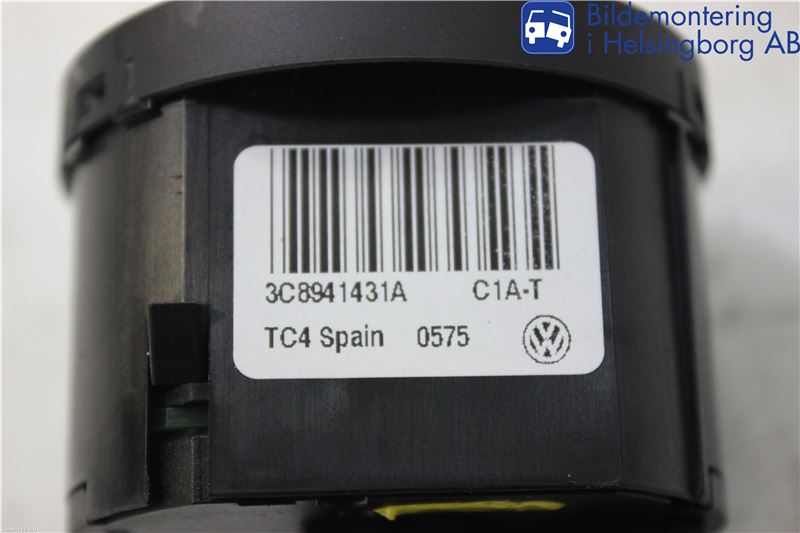 Bildemontering
i Helsingborg AB
3C8941431A C1A-T
TC4 Spain 0575